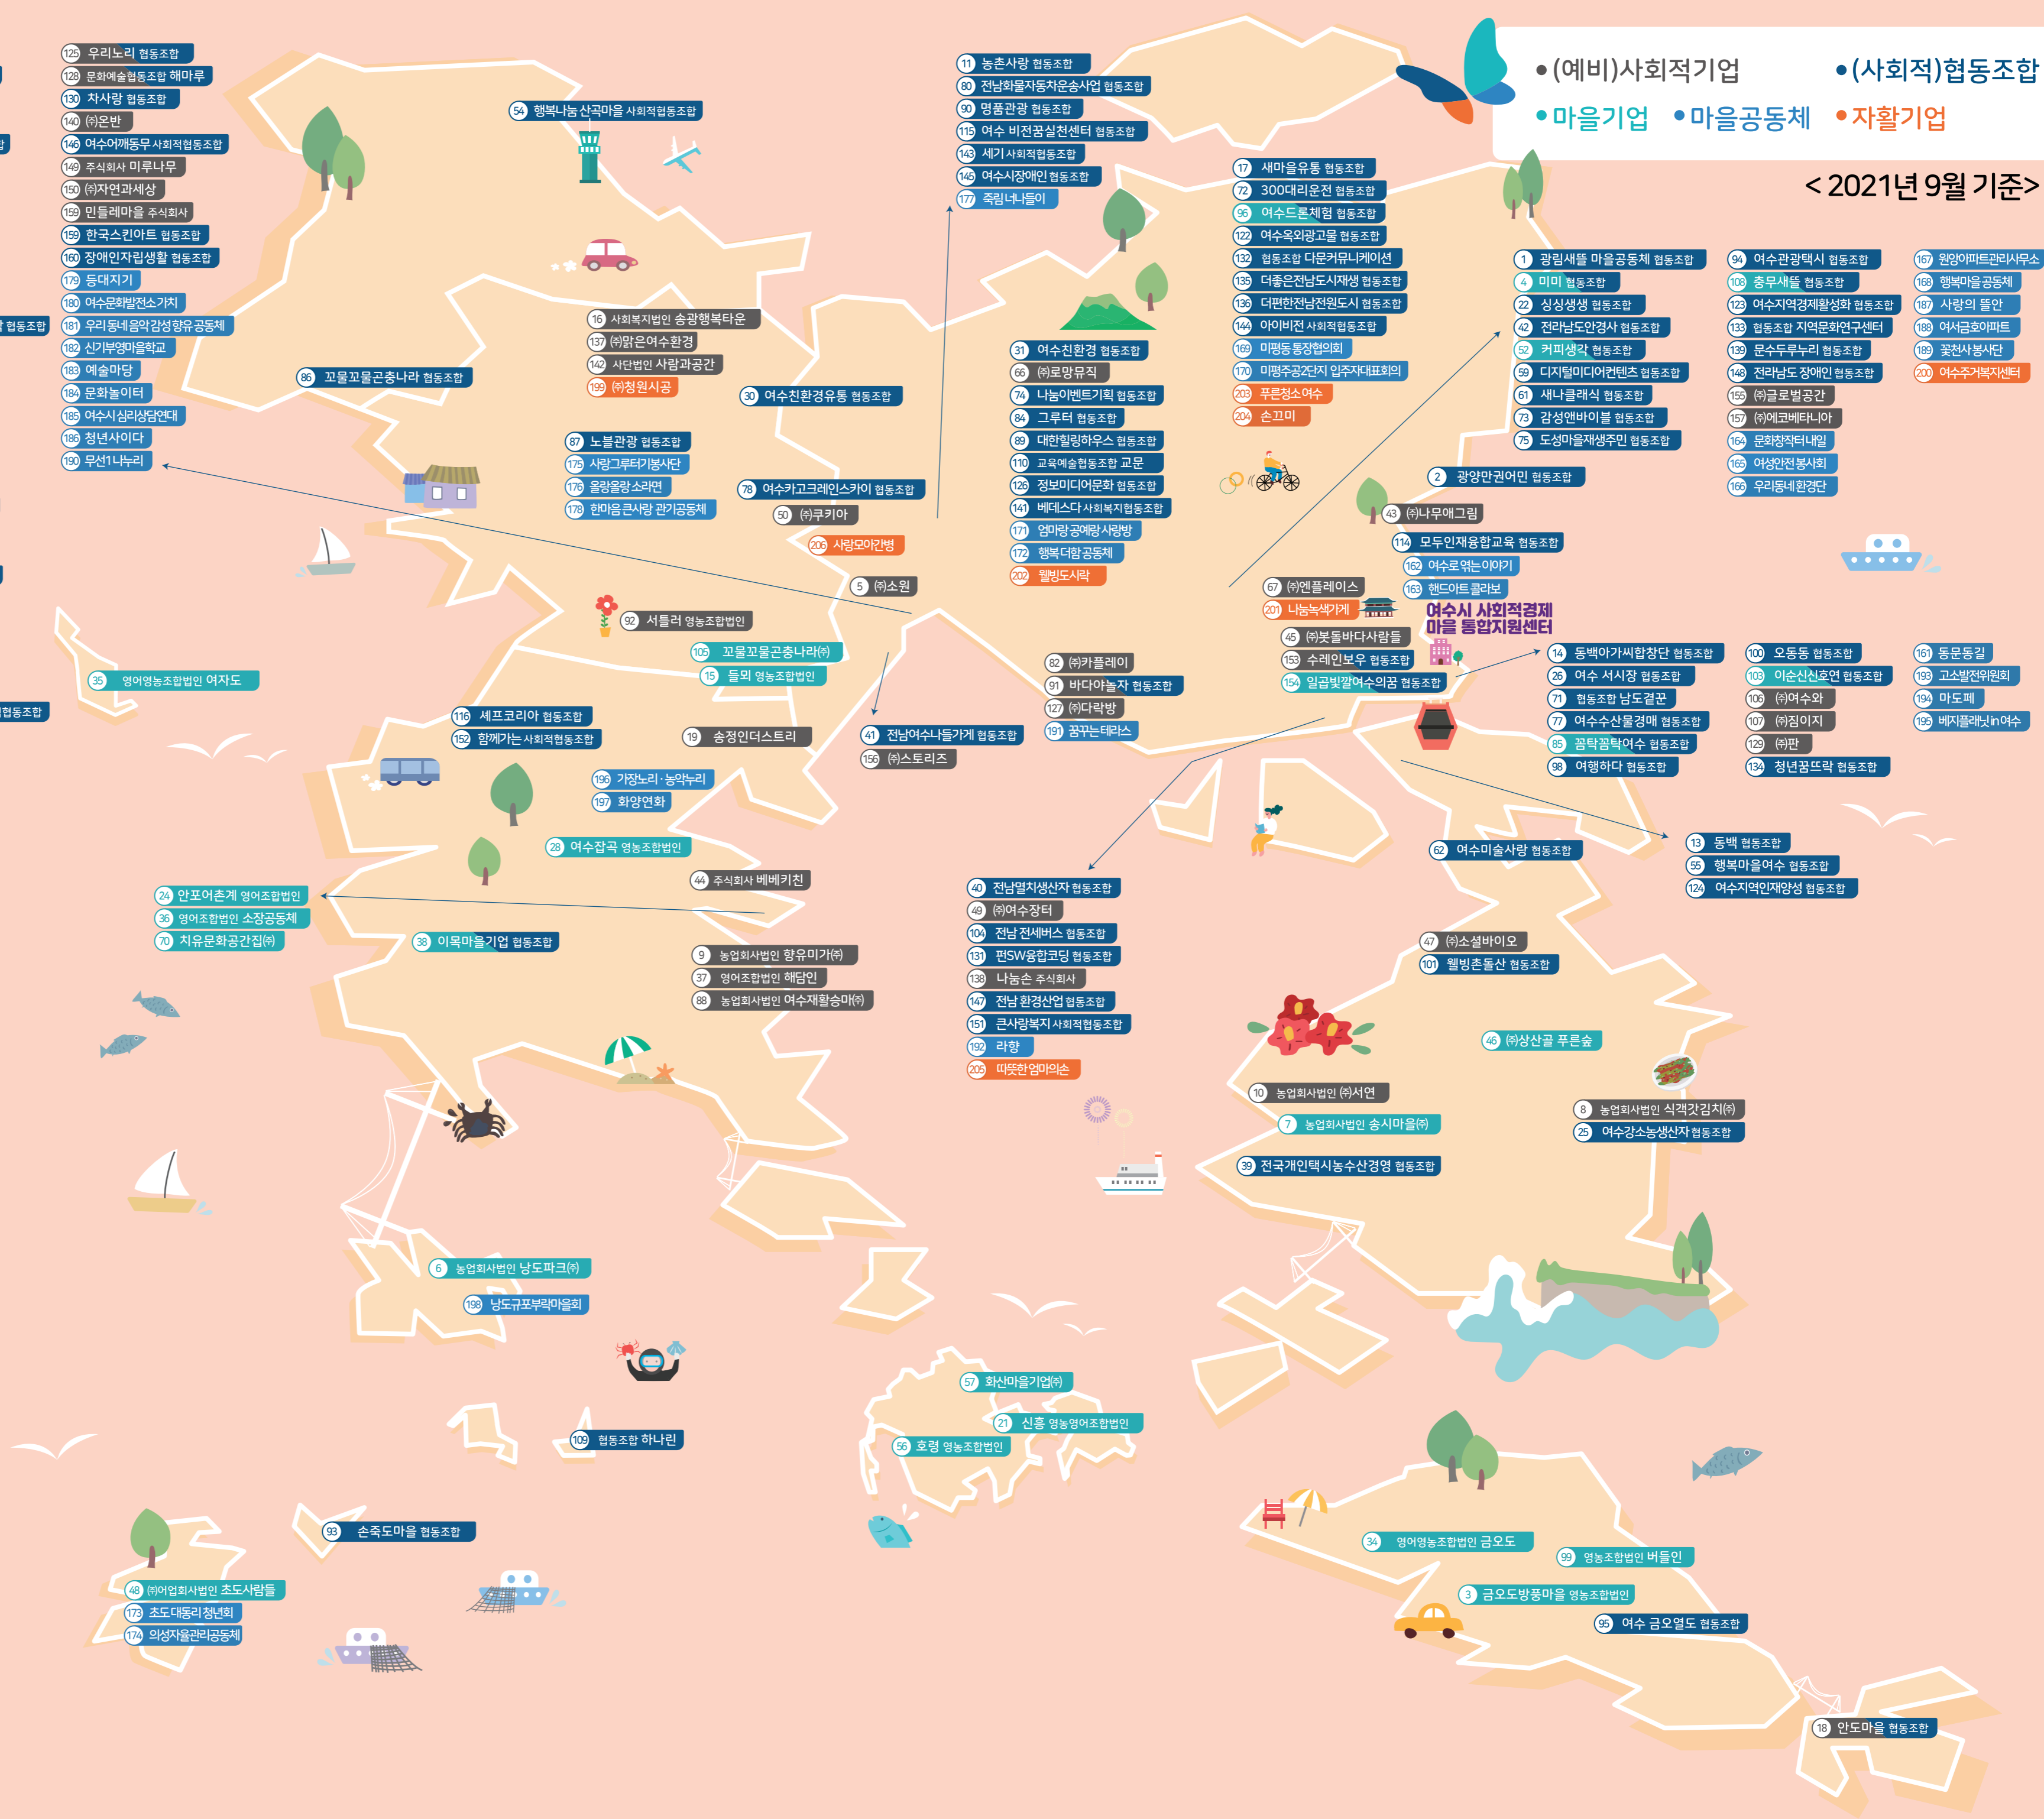 125 우리노리 협동조합
128 문화예술협동조합 해마루
130 차사랑 협동조합
140 ㈜온반
146 여수어깨동무 사회적협동조합
149 주식회사 미루나무
150 ㈜자연과세상
159 민들레마을 주식회사
159 한국스킨아트 협동조합
160 장애인자립생활 협동조합
179 등대지기
180 여수문화발전소 가치
181 우리 동네 음악 감성 향유 공동체
182 신기부영마을학교
183 예술마당
184 문화놀이터
185 여수시 심리상담연대
186 청년사이다
190 무선1 나누리
협동조합
협동조합
54 행복나눔 산곡마을 사회적협동조합
11 농촌사랑 협동조합
80 전남화물자동차운송사업 협동조합
90 명품관광 협동조합
115 여수 비전꿈실천센터 협동조합
143 세기 사회적협동조합
145 여수시장애인 협동조합
177 죽림 너나들이
(예비)사회적기업
(사회적)협동조합
마을기업
마을공동체
자활기업
< 2021년 9월 기준>
17 새마을유통 협동조합
72 300대리운전 협동조합
96 여수드론체험 협동조합
122 여수옥외광고물 협동조합
132 협동조합 다문커뮤니케이션
135 더좋은전남도시재생 협동조합
136 더편한전남전원도시 협동조합
144 아이비전 사회적협동조합
169 미평동 통장협의회
170 미평주공2단지 입주자대표회의
203 푸른청소 여수
204 손끄미
1 광림새뜰 마을공동체 협동조합
4 미미 협동조합
22 싱싱생생 협동조합
42 전라남도안경사 협동조합
52 커피생각 협동조합
59 디지털미디어컨텐츠 협동조합
61 새나클래식 협동조합
73 감성앤바이블 협동조합
75 도성마을재생주민 협동조합
94 여수관광택시 협동조합
108 충무새뜰 협동조합
123 여수지역경제활성화 협동조합
133 협동조합 지역문화연구센터
139 문수두루누리 협동조합
148 전라남도 장애인 협동조합
155 ㈜글로벌공간
157 ㈜에코베타니아
164 문화창작터 내일
165 여성안전 봉사회
166 우리동네 환경단
167 원앙아파트관리사무소
168 행복마을 공동체
187 사랑의 뜰안
188 여서금호아파트
189 꽃천사 봉사단
200 여수주거복지센터
16 사회복지법인 송광행복타운
137 ㈜맑은여수환경
142 사단법인 사람과공간
199 ㈜청원시공
86 꼬물꼬물곤충나라 협동조합
30 여수친환경유통 협동조합
31 여수친환경 협동조합
66 ㈜로망뮤직
74 나눔이벤트기획 협동조합
84 그루터 협동조합
89 대한힐링하우스 협동조합
110 교육예술협동조합 교문
126 정보미디어문화 협동조합
141 베데스다 사회복지협동조합
171 엄마랑 공예랑 사랑방
172 행복 더함 공동체
202 웰빙도시락
87 노블관광 협동조합
175 사랑그루터기봉사단
176 올랑올랑 소라면
178 한마음 큰사랑 관기공동체
78 여수카고크레인스카이 협동조합
50 ㈜쿠키아
206 사랑모아간병
5 ㈜소원
2 광양만권어민 협동조합
43 ㈜나무애그림
114 모두인재융합교육 협동조합
162 여수로 엮는 이야기
163 핸드아트 콜라보
67 ㈜엔플레이스
201 나눔녹색가게
여수시 사회적경제
마을 통합지원센터
45 ㈜봇돌바다사람들
153 수레인보우 협동조합
154 일곱빛깔여수의꿈 협동조합
92 서틀러 영농조합법인
105 꼬물꼬물곤충나라㈜
15 들뫼 영농조합법인
35 영어영농조합법인 여자도
82 ㈜카플레이
91 바다야놀자 협동조합
127 ㈜다락방
191 꿈꾸는 테라스
14 동백아가씨합창단 협동조합
26 여수 서시장 협동조합
71 협동조합 남도곁꾼
77 여수수산물경매 협동조합
85 꼼탁꼼탁여수 협동조합
98 여행하다 협동조합
100 오동동 협동조합
103 이순신신호연 협동조합
106 ㈜여수와
107 ㈜짐이지
129 ㈜판
134 청년꿈뜨락 협동조합
161 동문동길
193 고소발전위원회
194 마도페
195 베지플래닛 in 여수
116 셰프코리아 협동조합
152 함께가는 사회적협동조합
19 송정인더스트리
41 전남여수나들가게 협동조합
156 ㈜스토리즈
196 가장노리 · 농악누리
197 화양연화
28 여수잡곡 영농조합법인
62 여수미술사랑 협동조합
13 동백 협동조합
55 행복마을여수 협동조합
124 여수지역인재양성 협동조합
44 주식회사 베베키친
24 안포어촌계 영어조합법인
36 영어조합법인 소장공동체
70 치유문화공간집㈜
38 이목마을기업 협동조합
40 전남멸치생산자 협동조합
49 ㈜여수장터
104 전남 전세버스 협동조합
131 펀SW융합코딩 협동조합
138 나눔손 주식회사
147 전남 환경산업 협동조합
151 큰사랑복지 사회적협동조합
192 라향
205 따뜻한 엄마의손
9 농업회사법인 향유미가㈜
37 영어조합법인 해담인
88 농업회사법인 여수재활승마㈜
47 ㈜소셜바이오
101 웰빙촌돌산 협동조합
46 ㈜상산골 푸른숲
10 농업회사법인 ㈜서연
7 농업회사법인 송시마을㈜
8 농업회사법인 식객갓김치㈜
25 여수강소농생산자 협동조합
39 전국개인택시농수산경영 협동조합
6 농업회사법인 낭도파크㈜
198 낭도규포부락마을회
57 화산마을기업㈜
21 신흥 영농영어조합법인
56 호령 영농조합법인
109 협동조합 하나린
93 손죽도마을 협동조합
34 영어영농조합법인 금오도
99 영농조합법인 버들인
3 금오도방풍마을 영농조합법인
95 여수 금오열도 협동조합
48 ㈜어업회사법인 초도사람들
173 초도 대동리 청년회
174 의성자율관리공동체
18 안도마을 협동조합